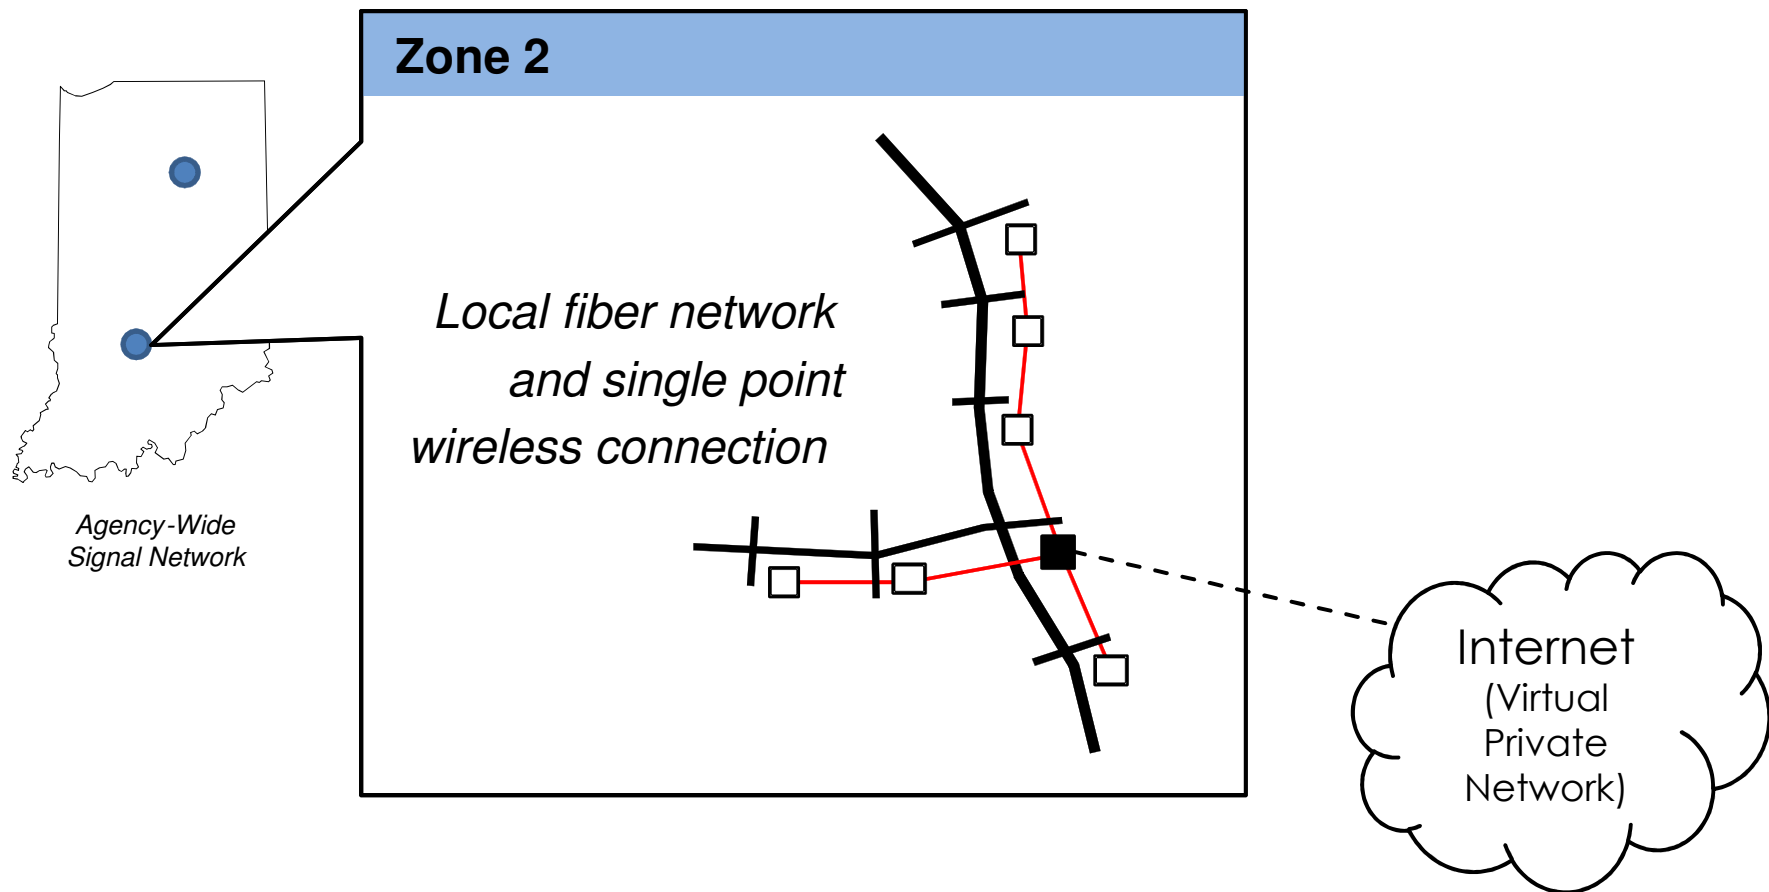 Zone 2
Local fiber network
and single point
wireless connection
Agency-Wide
Signal Network
Internet
(Virtual
Private
Network)